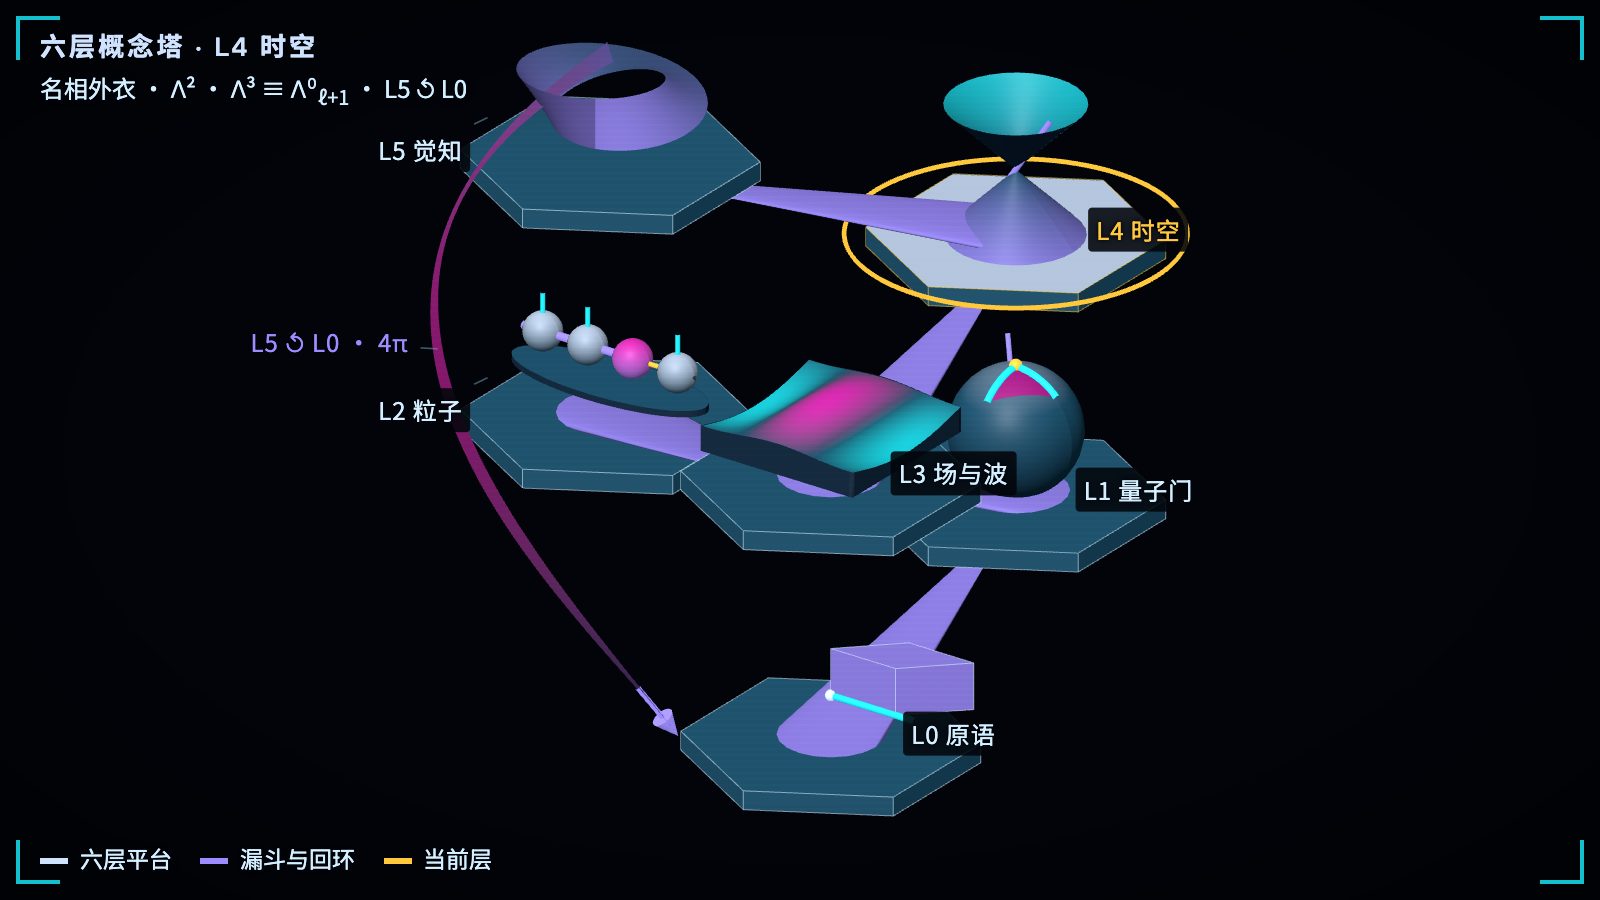 六层概念塔 · L4 时空
名相外衣 · Λ² · Λ³ ≡ Λ⁰ℓ+1 · L5↺L0
L5 觉知
L4 时空
L5↺L0 · 4π
L2 粒子
L3 场与波
L1 量子门
L0 原语
六层平台
漏斗与回环
当前层